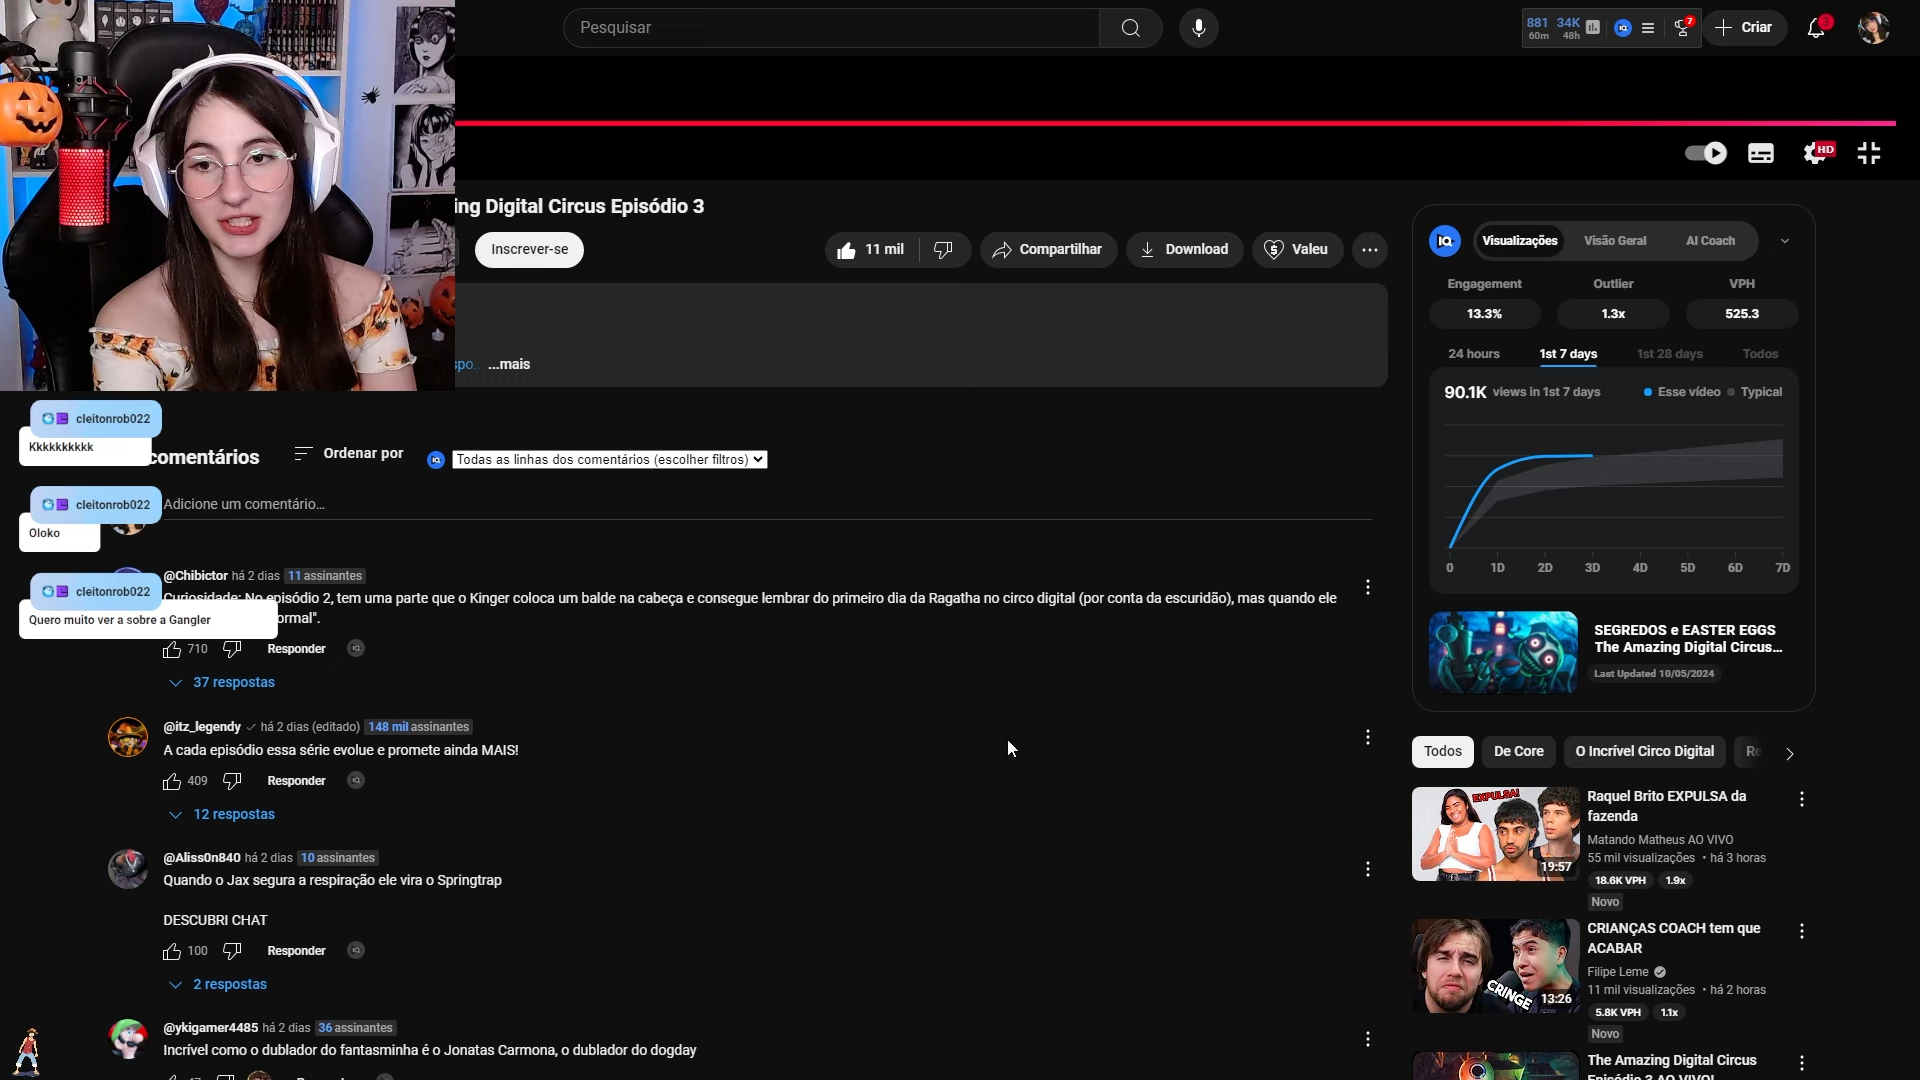 Pesquisar
881
60m
34K
48h
7
Criar
3
HD
ing Digital Circus Episódio 3
Inscrever-se
11 mil
Compartilhar
Download
Valeu
spo... ...mais
cleitonrob022
Kkkkkkkkkk
comentários
Ordenar por
Todas as linhas dos comentários (escolher filtros)
cleitonrob022
Oloko
Adicione um comentário...
@Chibictor há 2 dias 11 assinantes
cleitonrob022
Curiosidade: No episódio 2, tem uma parte que o Kinger coloca um balde na cabeça e consegue lembrar do primeiro dia da Ragatha no circo digital (por conta da escuridão), mas quando ele
Quero muito ver a sobre a Gangler
ormal".
710
Responder
37 respostas
@itz_legendy há 2 dias (editado) 148 mil assinantes
A cada episódio essa série evolue e promete ainda MAIS!
409
Responder
12 respostas
@Aliss0n840 há 2 dias 10 assinantes
Quando o Jax segura a respiração ele vira o Springtrap
DESCUBRI CHAT
100
Responder
2 respostas
@ykigamer4485 há 2 dias 36 assinantes
Incrível como o dublador do fantasminha é o Jonatas Carmona, o dublador do dogday
IQ
Visualizações
Visão Geral
AI Coach
Engagement
Outlier
VPH
13.3%
1.3x
525.3
24 hours
1st 7 days
1st 28 days
Todos
90.1K views in 1st 7 days
Esse vídeo
Typical
0 1D 2D 3D 4D 5D 6D 7D
SEGREDOS e EASTER EGGS
The Amazing Digital Circus...
Last Updated 10/05/2024
Todos
De Core
O Incrível Circo Digital
Re
EXPULSA!
19:57
Raquel Brito EXPULSA da
fazenda
Matando Matheus AO VIVO
55 mil visualizações • há 3 horas
18.6K VPH
1.9x
Novo
CRINGE
13:26
CRIANÇAS COACH tem que
ACABAR
Filipe Leme
11 mil visualizações • há 2 horas
5.8K VPH
1.1x
Novo
The Amazing Digital Circus
Episódio 3 AO VIVO!